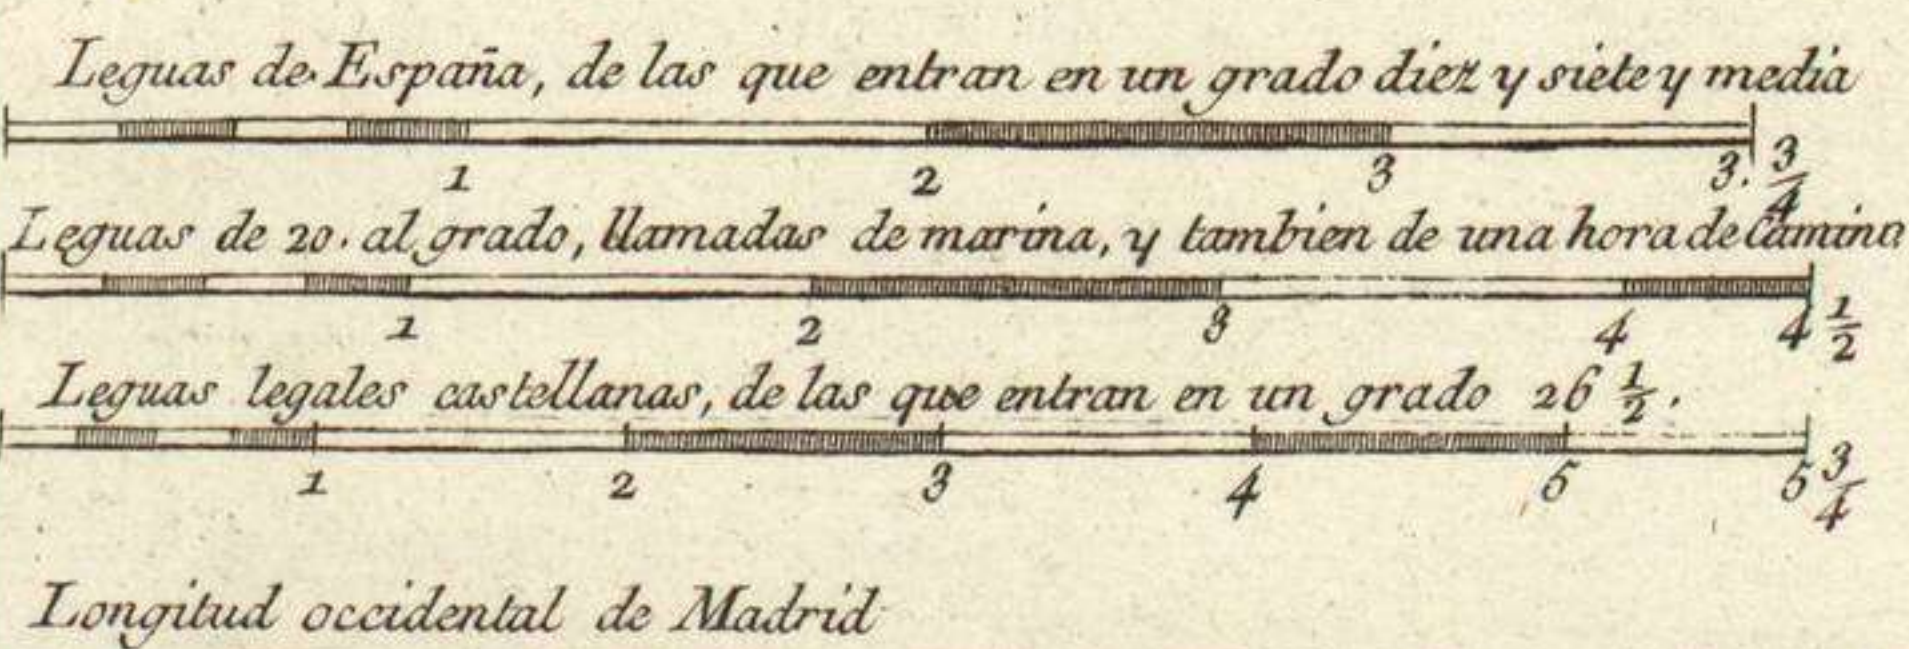 Leguas de España, de las que entran en un grado diez y siete y media
1 2 3 3. 3/4
Leguas de 20. al grado, llamadas de marina, y tambien de una hora de Camino
1 2 3 4 4 1/2
Leguas legales castellanas, de las que entran en un grado 26 1/2.
1 2 3 4 5 5 3/4
Longitud occidental de Madrid